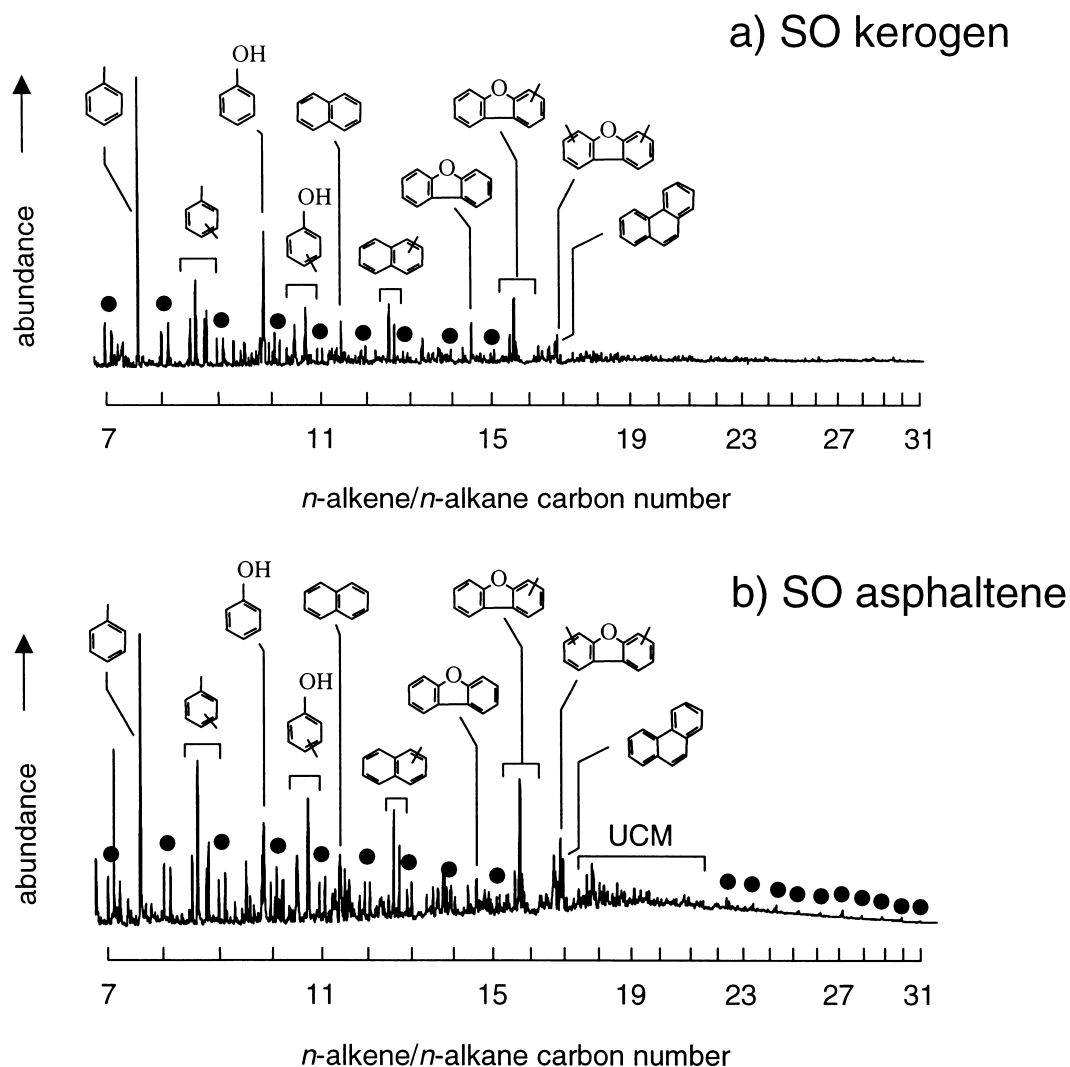 a) SO kerogen
OH
O
O
O
OH
abundance
7 11 15 19 23 27 31
n-alkene/n-alkane carbon number
b) SO asphaltene
OH
O
O
O
OH
UCM
abundance
7 11 15 19 23 27 31
n-alkene/n-alkane carbon number